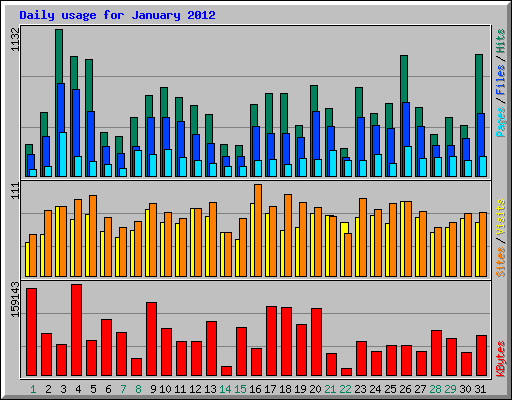 Daily usage for January 2012
1132
Pages / Files / Hits
111
Sites / Visits
159143
KBytes
1 2 3 4 5 6 7 8 9 10 11 12 13 14 15 16 17 18 19 20 21 22 23 24 25 26 27 28 29 30 31